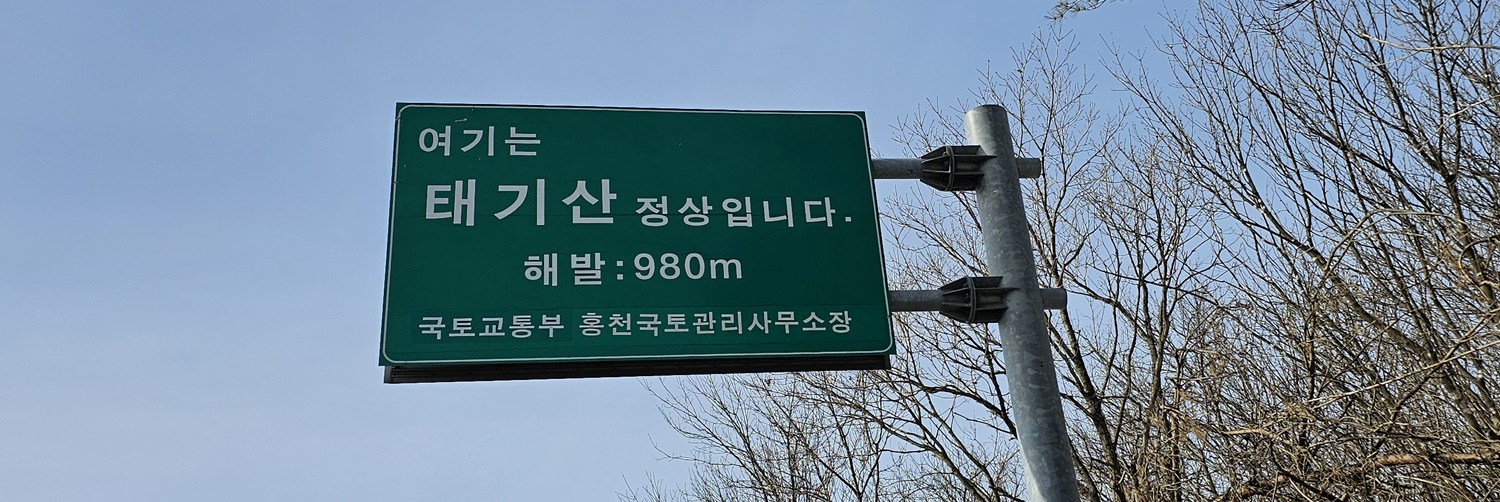 여기는
태기산 정상입니다.
해발:980m
국토교통부 홍천국토관리사무소장